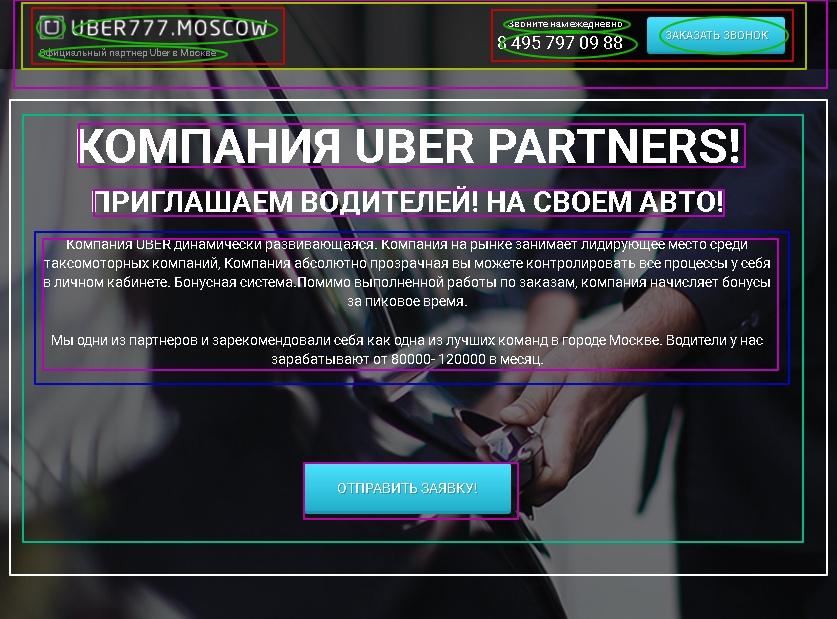 UBER777.MOSCOW
Официальный партнер Uber в Москве
Звоните нам ежедневно
8 495 797 09 88
ЗАКАЗАТЬ ЗВОНОК
КОМПАНИЯ UBER PARTNERS!
ПРИГЛАШАЕМ ВОДИТЕЛЕЙ! НА СВОЕМ АВТО!
Компания UBER динамически развивающаяся. Компания на рынке занимает лидирующее место среди
таксомоторных компаний, Компания абсолютно прозрачная вы можете контролировать все процессы у себя
в личном кабинете. Бонусная система.Помимо выполненной работы по заказам, компания начисляет бонусы
за пиковое время.
Мы одни из партнеров и зарекомендовали себя как одна из лучших команд в городе Москве. Водители у нас
зарабатывают от 80000- 120000 в месяц.
ОТПРАВИТЬ ЗАЯВКУ!